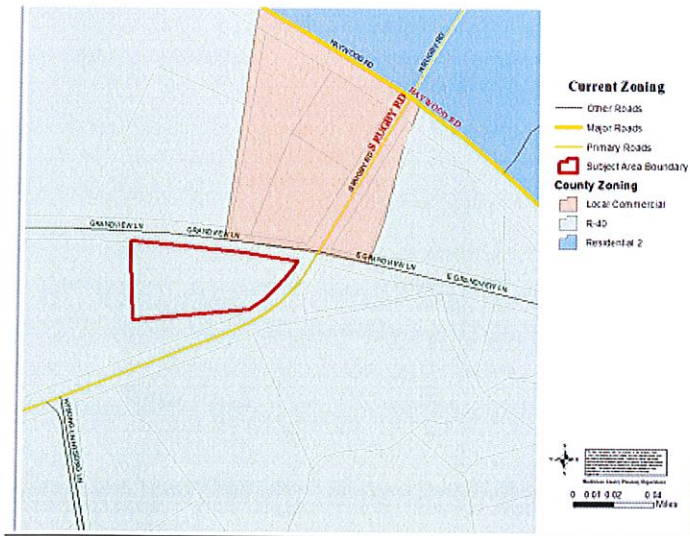 HAYWOOD RD
N RUGBY RD
HAYWOOD RD
S RUGBY RD
S RUGBY RD
GRANDVIEW LN
GRANDVIEW LN
E GRANDVIEW LN
E GRANDVIEW LN
Current Zoning
Other Roads
Major Roads
Primary Roads
Subject Area Boundary
County Zoning
Local Commercial
R-40
Residential 2
0 0.01 0.02 0.04
Miles